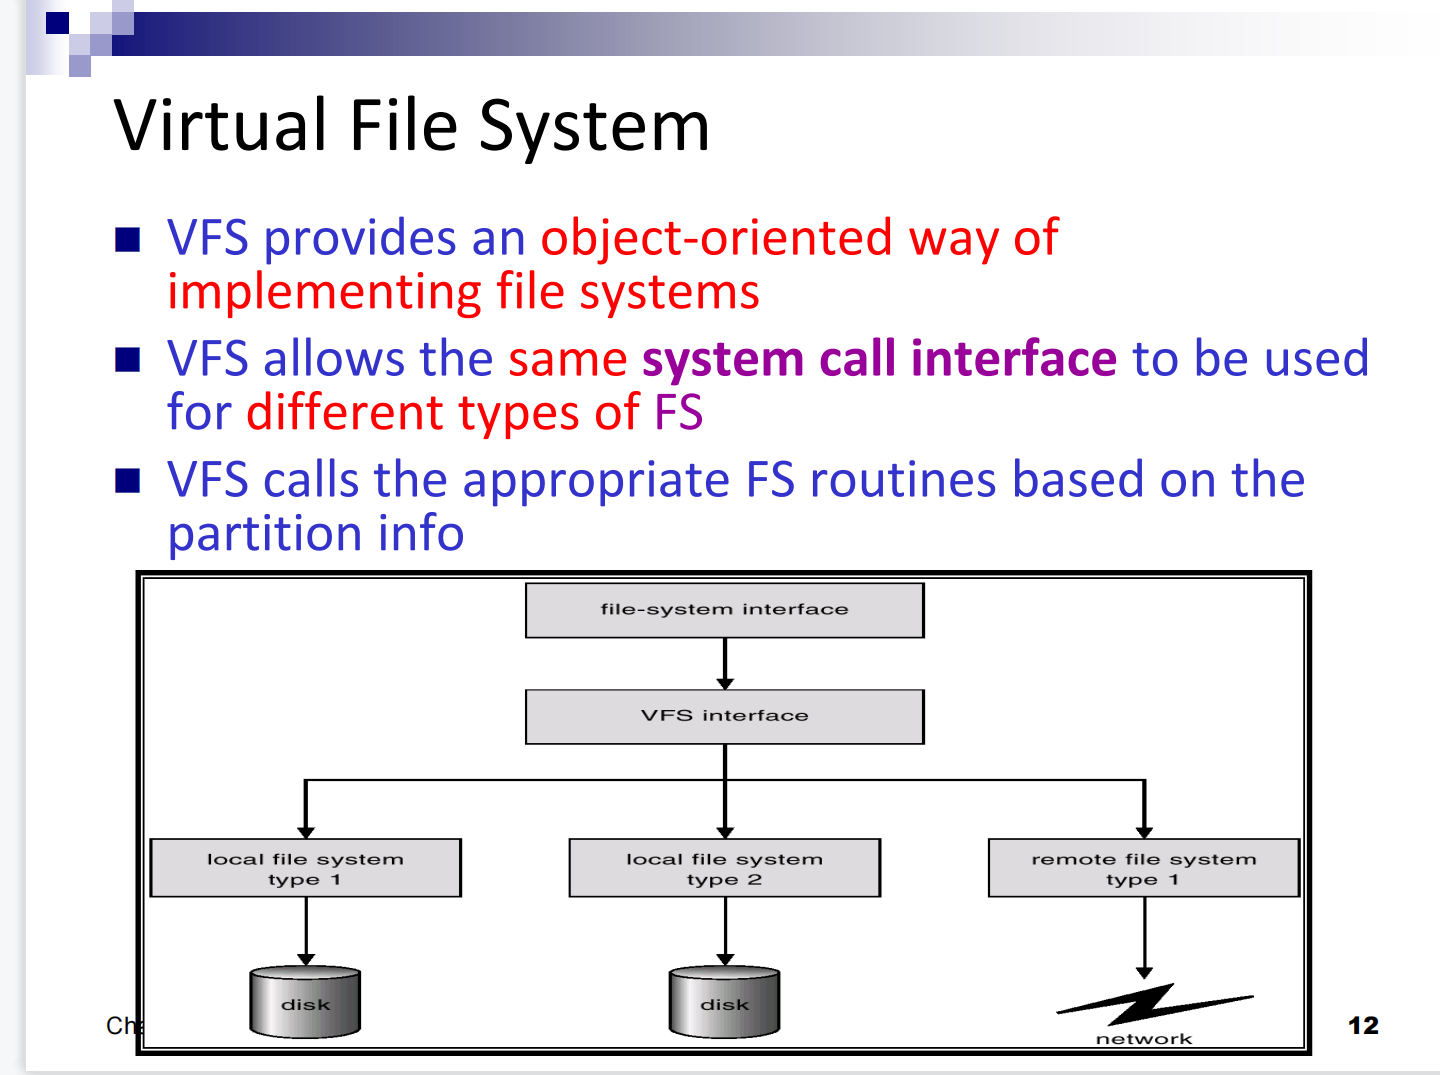 Virtual File System
VFS provides an object-oriented way of
implementing file systems
VFS allows the same system call interface to be used
for different types of FS
VFS calls the appropriate FS routines based on the
partition info
file-system interface
VFS interface
local file system
type 1
local file system
type 2
remote file system
type 1
disk
disk
network
12